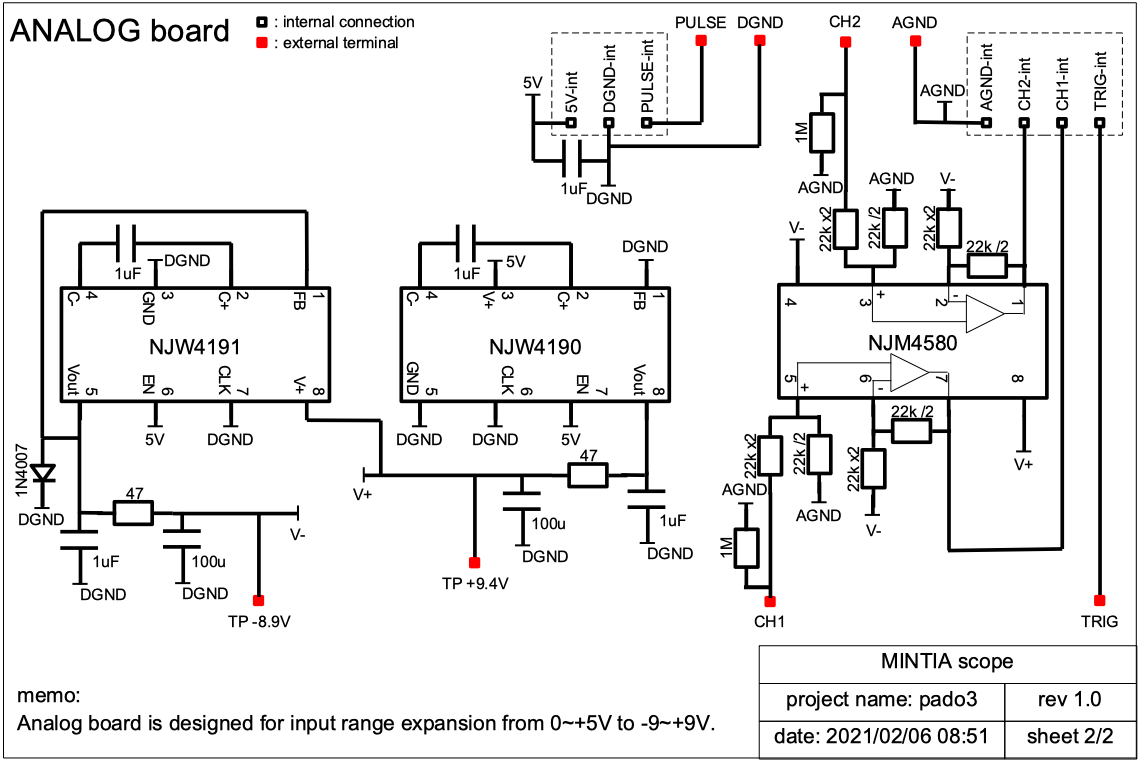 ANALOG board
: internal connection
: external terminal
PULSE
DGND
CH2
AGND
5V
5V-int
DGND-int
PULSE-int
1uF
DGND
AGND
AGND-int
CH2-int
CH1-int
TRIG-int
1M
AGND
22k x2
AGND
22k /2
V-
22k x2
22k /2
V-
1uF
DGND
C- 4
GND 3
C+ 2
FB 1
NJW4191
Vout 5
EN 6
CLK 7
V+ 8
5V
DGND
1uF
5V
DGND
C- 4
V+ 3
C+ 2
FB 1
NJW4190
GND 5
CLK 6
EN 7
Vout 8
DGND
DGND
5V
4
3 +
2 -
1
NJM4580
5 +
6 -
7
8
22k x2
22k /2
22k /2
22k x2
V+
AGND
V-
AGND
1M
CH1
TRIG
1N4007
DGND
47
V-
1uF
DGND
100u
DGND
TP -8.9V
V+
47
100u
DGND
1uF
DGND
TP +9.4V
memo:
Analog board is designed for input range expansion from 0~+5V to -9~+9V.
MINTIA scope
project name: pado3
rev 1.0
date: 2021/02/06 08:51
sheet 2/2